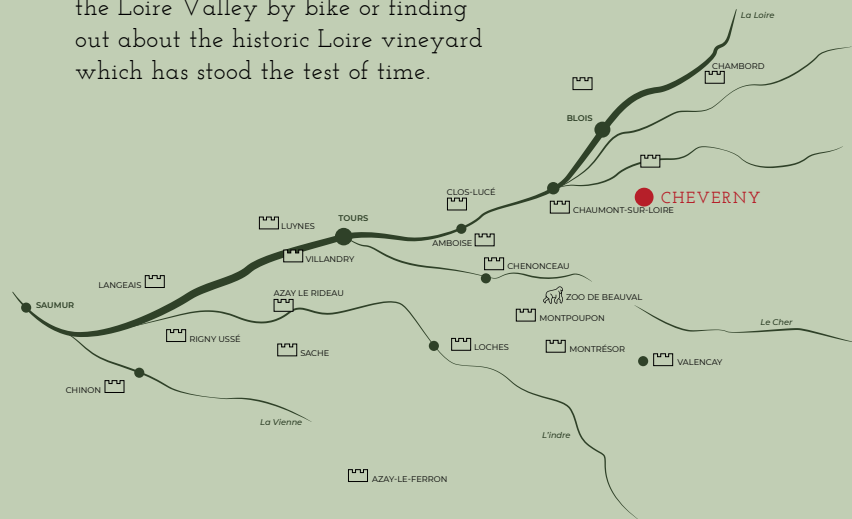 the Loire Valley by bike or finding
out about the historic Loire vineyard
which has stood the test of time.
La Loire
CHAMBORD
BLOIS
CLOS-LUCÉ
CHEVERNY
CHAUMONT-SUR-LOIRE
TOURS
LUYNES
AMBOISE
VILLANDRY
CHENONCEAU
LANGEAIS
AZAY LE RIDEAU
ZOO DE BEAUVAL
SAUMUR
MONTPOUPON
Le Cher
RIGNY USSÉ
SACHE
LOCHES
MONTRÉSOR
VALENCAY
CHINON
La Vienne
L'indre
AZAY-LE-FERRON